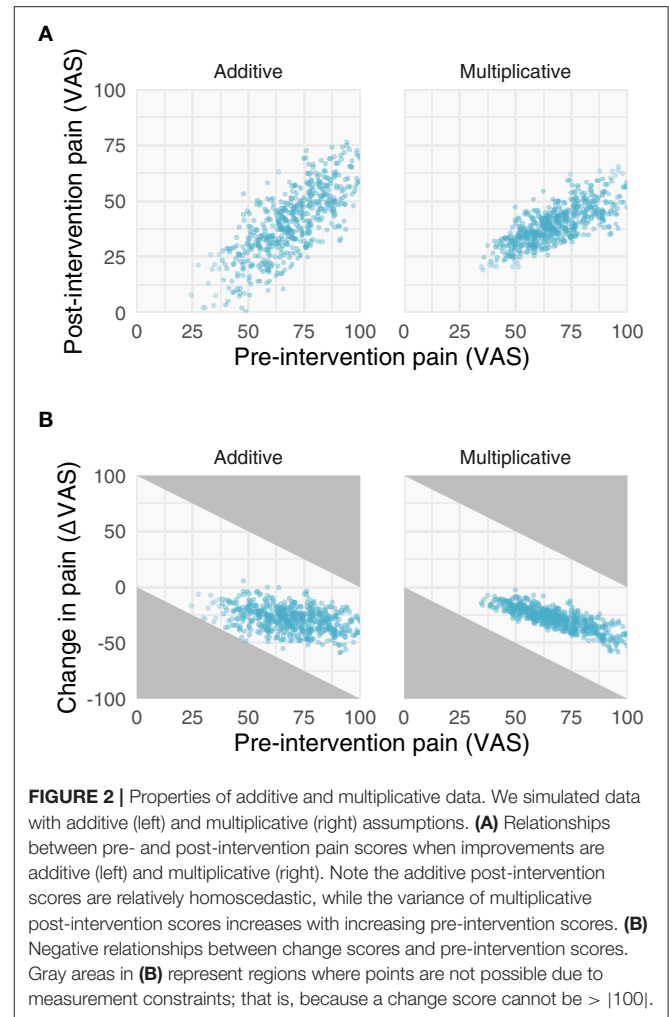 A
Additive Multiplicative
Post-intervention pain (VAS)
100
75
50
25
0
0 25 50 75 100 0 25 50 75 100
Pre-intervention pain (VAS)
B
Additive Multiplicative
Change in pain (ΔVAS)
100
50
0
-50
-100
0 25 50 75 100 0 25 50 75 100
Pre-intervention pain (VAS)
FIGURE 2 | Properties of additive and multiplicative data. We simulated data
with additive (left) and multiplicative (right) assumptions. (A) Relationships
between pre- and post-intervention pain scores when improvements are
additive (left) and multiplicative (right). Note the additive post-intervention
scores are relatively homoscedastic, while the variance of multiplicative
post-intervention scores increases with increasing pre-intervention scores. (B)
Negative relationships between change scores and pre-intervention scores.
Gray areas in (B) represent regions where points are not possible due to
measurement constraints; that is, because a change score cannot be > |100|.